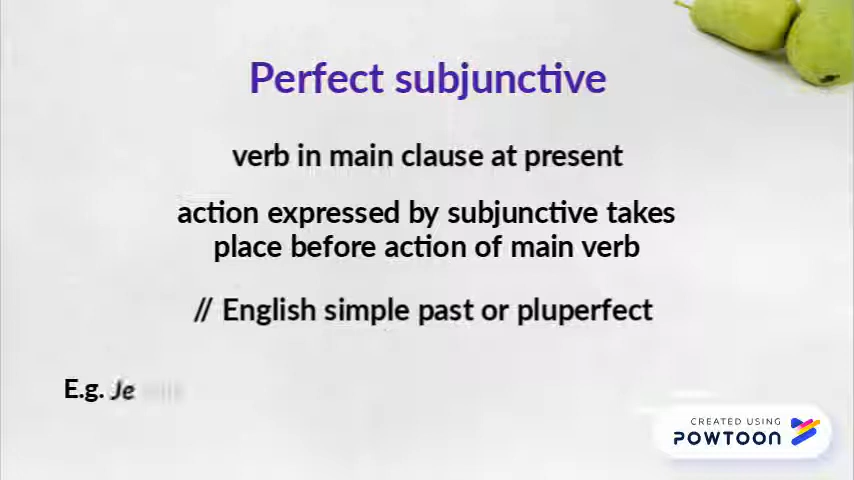 Perfect subjunctive
verb in main clause at present
action expressed by subjunctive takes
place before action of main verb
// English simple past or pluperfect
E.g. Je
CREATED USING
POWTOON